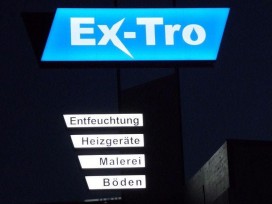 Ex-Tro
Entfeuchtung
Heizgeräte
Malerei
Böden